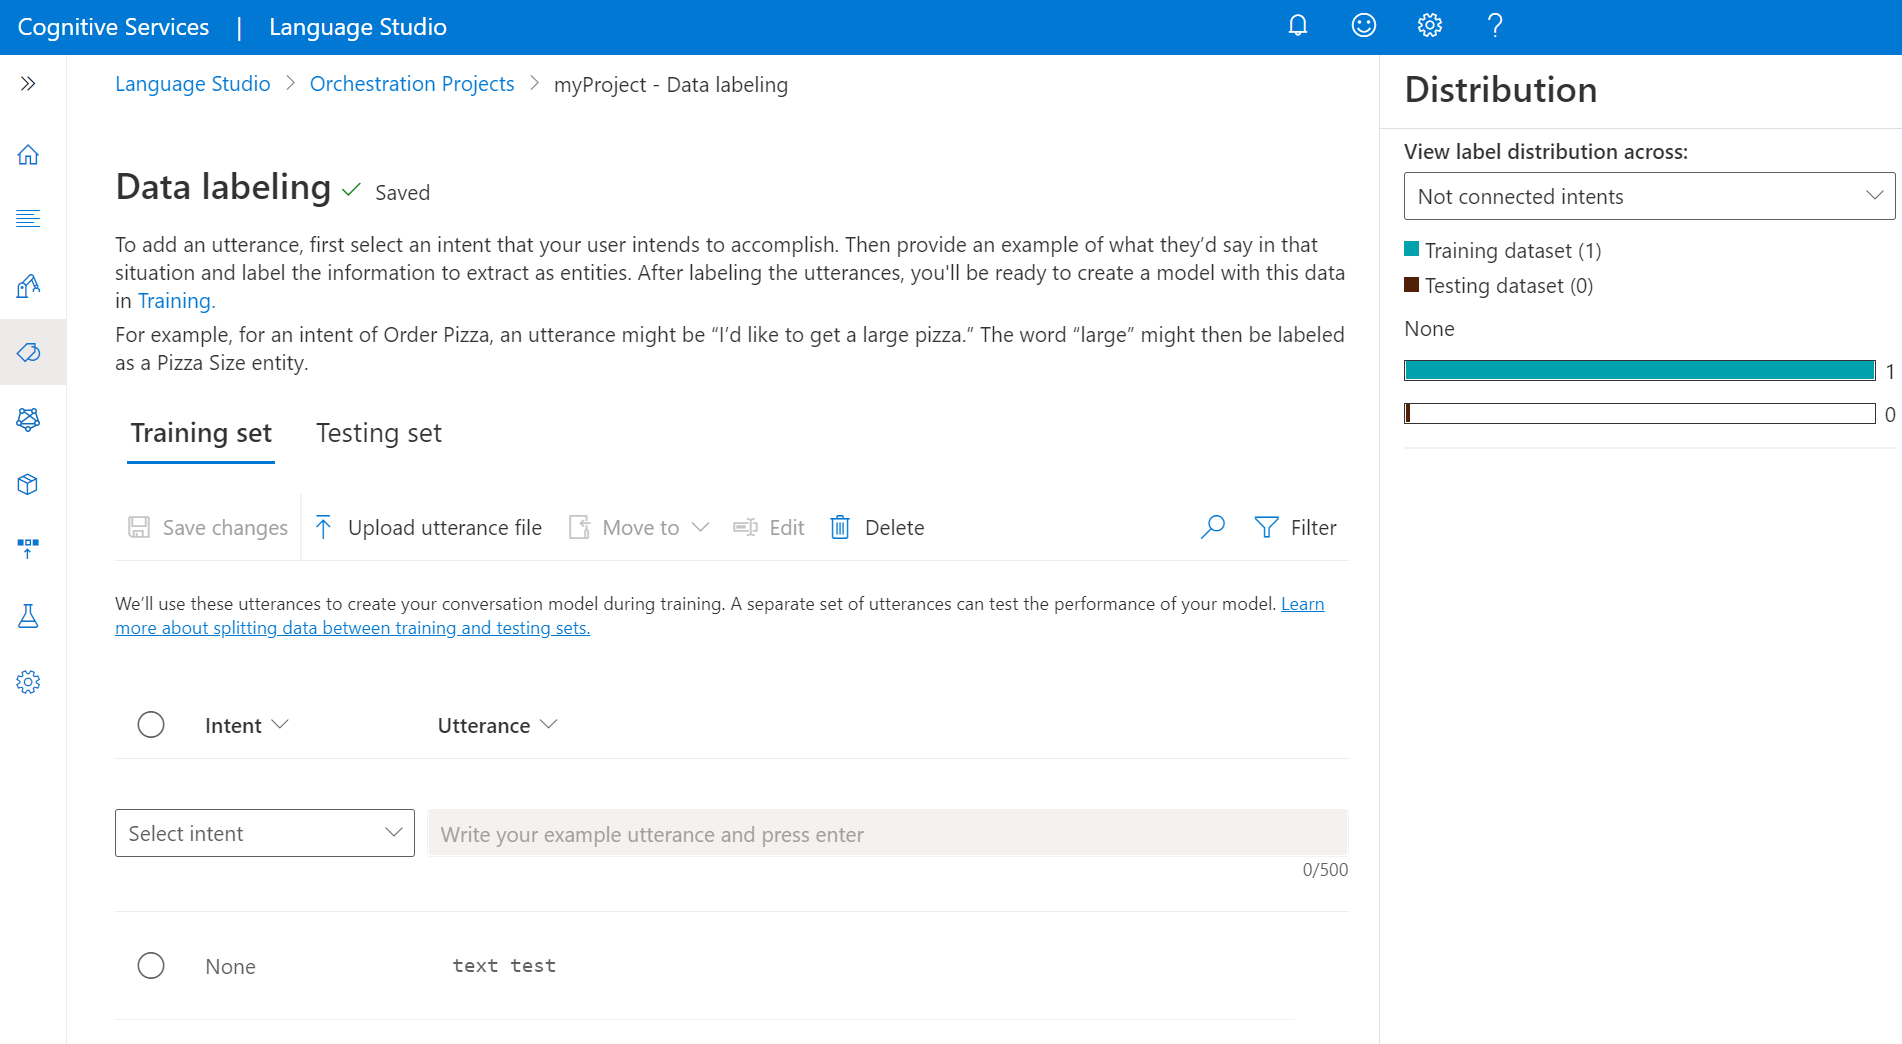 Cognitive Services | Language Studio
Language Studio > Orchestration Projects > myProject - Data labeling
Data labeling Saved
To add an utterance, first select an intent that your user intends to accomplish. Then provide an example of what they’d say in that
situation and label the information to extract as entities. After labeling the utterances, you'll be ready to create a model with this data
in Training.
For example, for an intent of Order Pizza, an utterance might be “I’d like to get a large pizza.” The word “large” might then be labeled
as a Pizza Size entity.
Training set Testing set
Save changes Upload utterance file Move to Edit Delete Filter
We’ll use these utterances to create your conversation model during training. A separate set of utterances can test the performance of your model. Learn
more about splitting data between training and testing sets.
Intent Utterance
Select intent Write your example utterance and press enter
0/500
None text test
Distribution
View label distribution across:
Not connected intents
Training dataset (1)
Testing dataset (0)
None
1
0